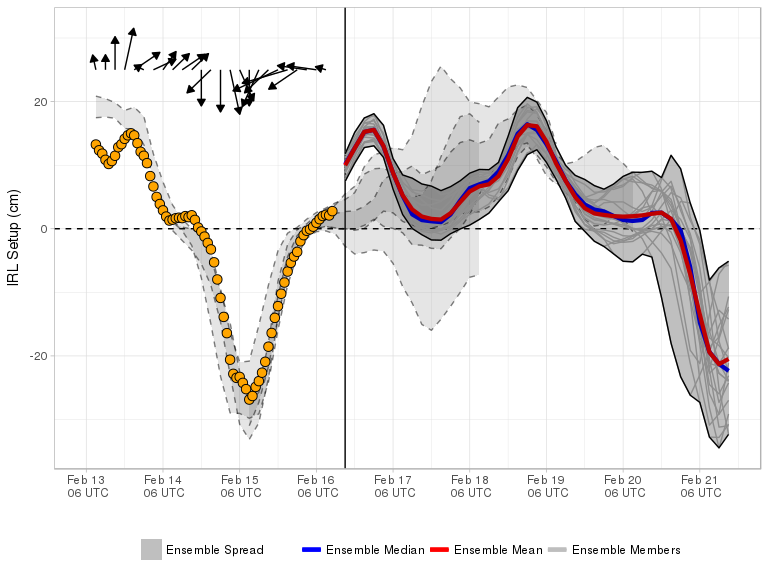 IRL Setup (cm)
20
0
-20
Feb 13 Feb 14 Feb 15 Feb 16 Feb 17 Feb 18 Feb 19 Feb 20 Feb 21
06 UTC 06 UTC 06 UTC 06 UTC 06 UTC 06 UTC 06 UTC 06 UTC 06 UTC
Ensemble Spread Ensemble Median Ensemble Mean Ensemble Members